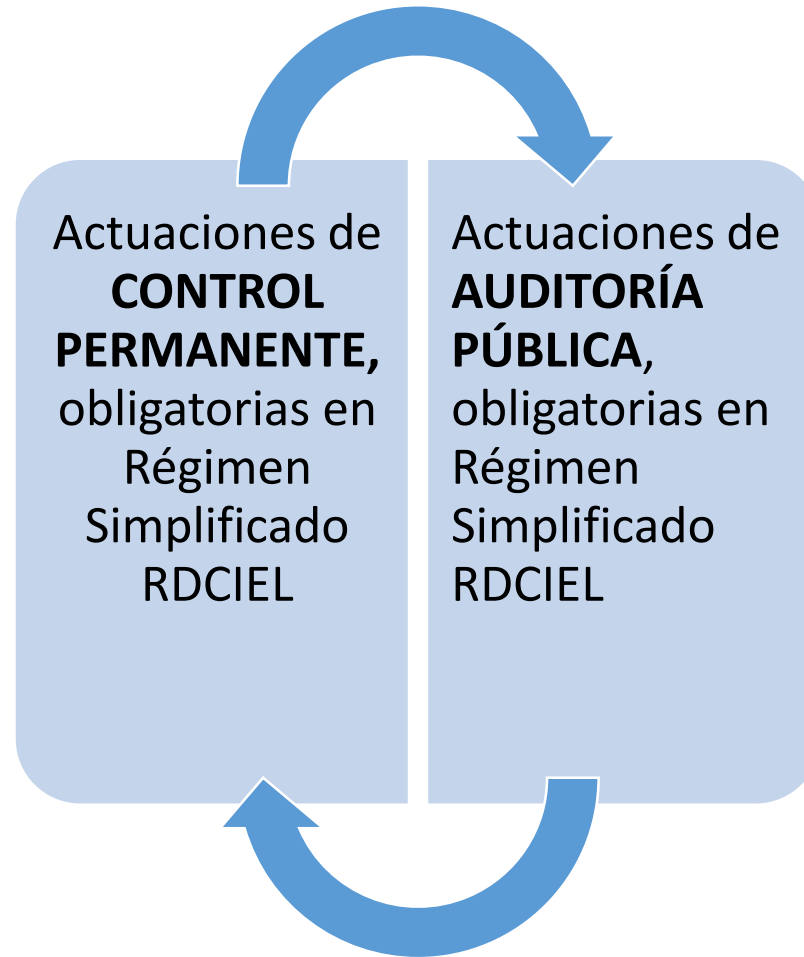 Actuaciones de
CONTROL
PERMANENTE,
obligatorias en
Régimen
Simplificado
RDCIEL
Actuaciones de
AUDITORÍA
PÚBLICA,
obligatorias en
Régimen
Simplificado
RDCIEL